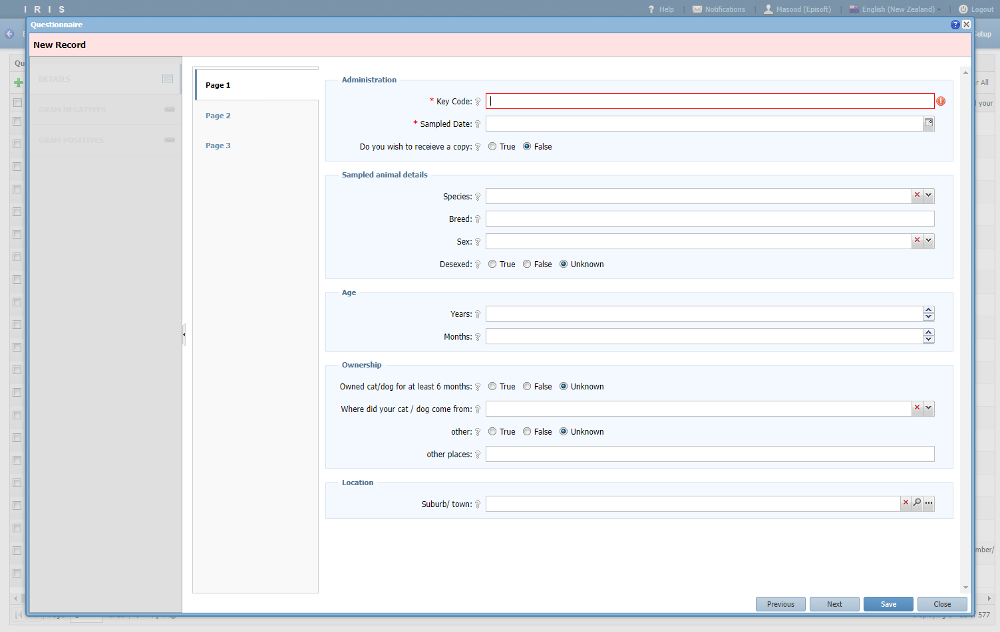 IRIS
Help
Notifications
Masood (Episoft)
English (New Zealand)
Logout
Questionnaire
New Record
DETAILS
GRAM NEGATIVES
GRAM POSITIVES
Page 1
Page 2
Page 3
Administration
* Key Code:
* Sampled Date:
Do you wish to receieve a copy: True False
Sampled animal details
Species:
Breed:
Sex:
Desexed: True False Unknown
Age
Years:
Months:
Ownership
Owned cat/dog for at least 6 months: True False Unknown
Where did your cat / dog come from:
other: True False Unknown
other places:
Location
Suburb/ town:
Previous
Next
Save
Close
of 577